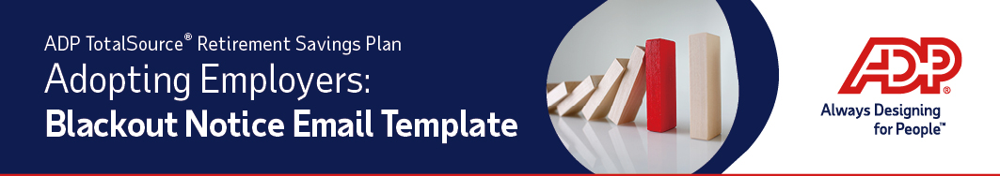 ADP TotalSource® Retirement Savings Plan
Adopting Employers:
Blackout Notice Email Template
ADP®
Always Designing
for People™